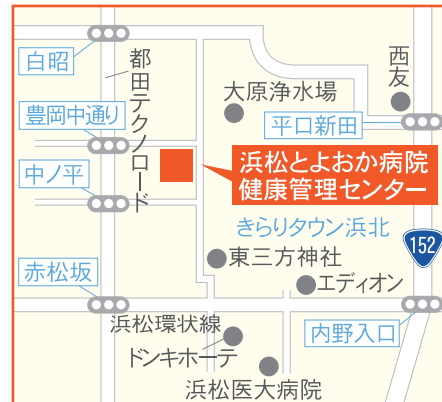 白昭
都田テクノロード
西友
大原浄水場
豊岡中通り
平口新田
浜松とよおか病院
健康管理センター
中ノ平
きらりタウン浜北
152
東三方神社
赤松坂
エディオン
浜松環状線
内野入口
ドンキホーテ
浜松医大病院